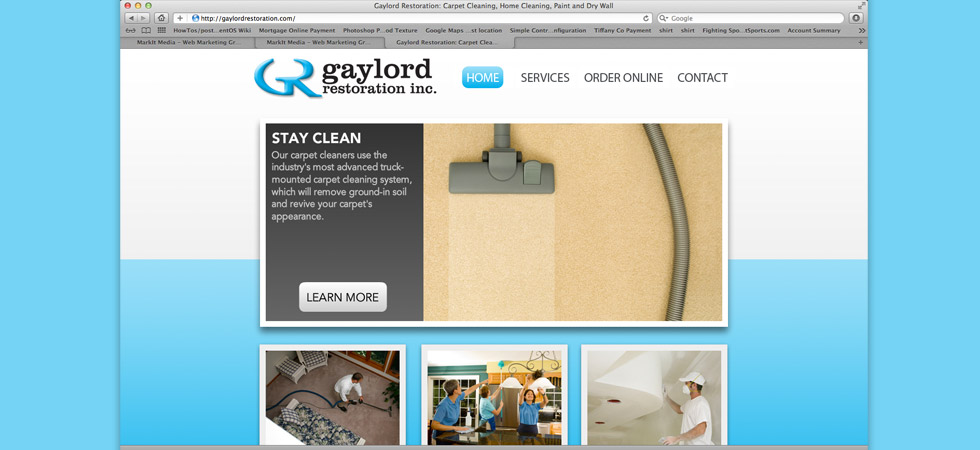 Gaylord Restoration: Carpet Cleaning, Home Cleaning, Paint and Dry Wall
http://gaylordrestoration.com/
Google
HowTos/post...entOS Wiki Mortgage Online Payment Photoshop P...od Texture Google Maps ...st location Simple Contr...nfiguration Tiffany Co Payment shirt shirt Fighting Spo...tSports.com Account Summary
MarkIt Media – Web Marketing Gr... MarkIt Media – Web Marketing Gr... Gaylord Restoration: Carpet Clea...
GR gaylord
restoration inc.
HOME SERVICES ORDER ONLINE CONTACT
STAY CLEAN
Our carpet cleaners use the
industry's most advanced truck-
mounted carpet cleaning system,
which will remove ground-in soil
and revive your carpet's
appearance.
LEARN MORE